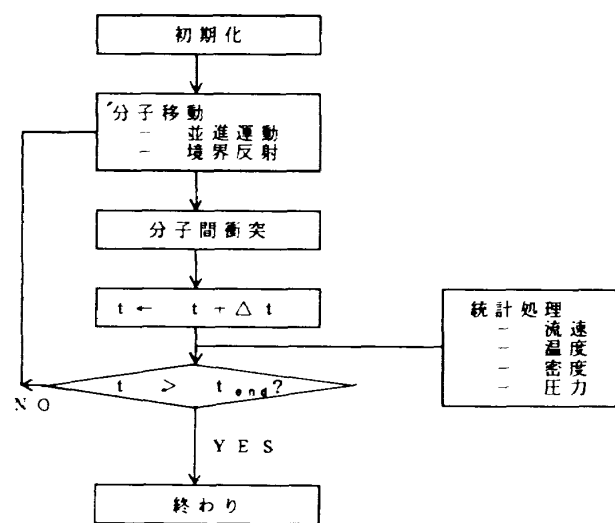 初期化
分子移動
― 並進運動
― 境界反射
分子間衝突
t ← t + △ t
統計処理
― 流速
― 温度
― 密度
― 圧力
t > t end?
NO
YES
終わり